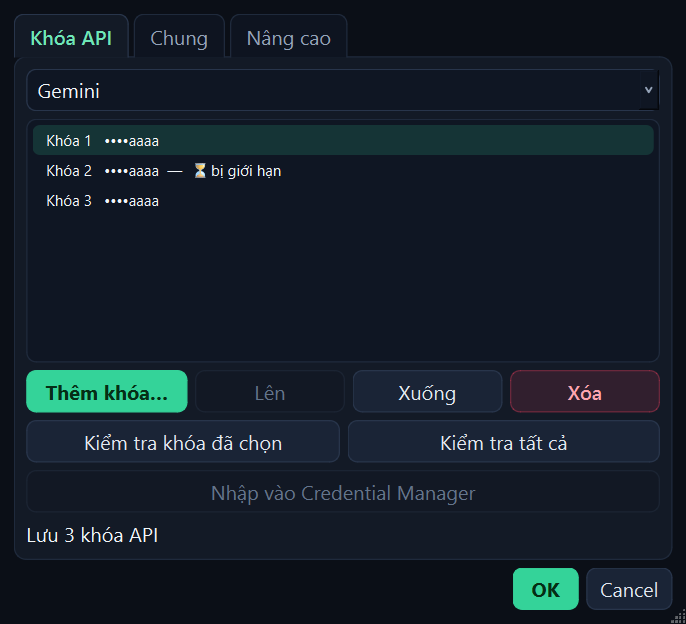 Khóa API Chung Nâng cao
Gemini
Khóa 1 ••••aaaa
Khóa 2 ••••aaaa — ⏳ bị giới hạn
Khóa 3 ••••aaaa
Thêm khóa... Lên Xuống Xóa
Kiểm tra khóa đã chọn Kiểm tra tất cả
Nhập vào Credential Manager
Lưu 3 khóa API
OK Cancel